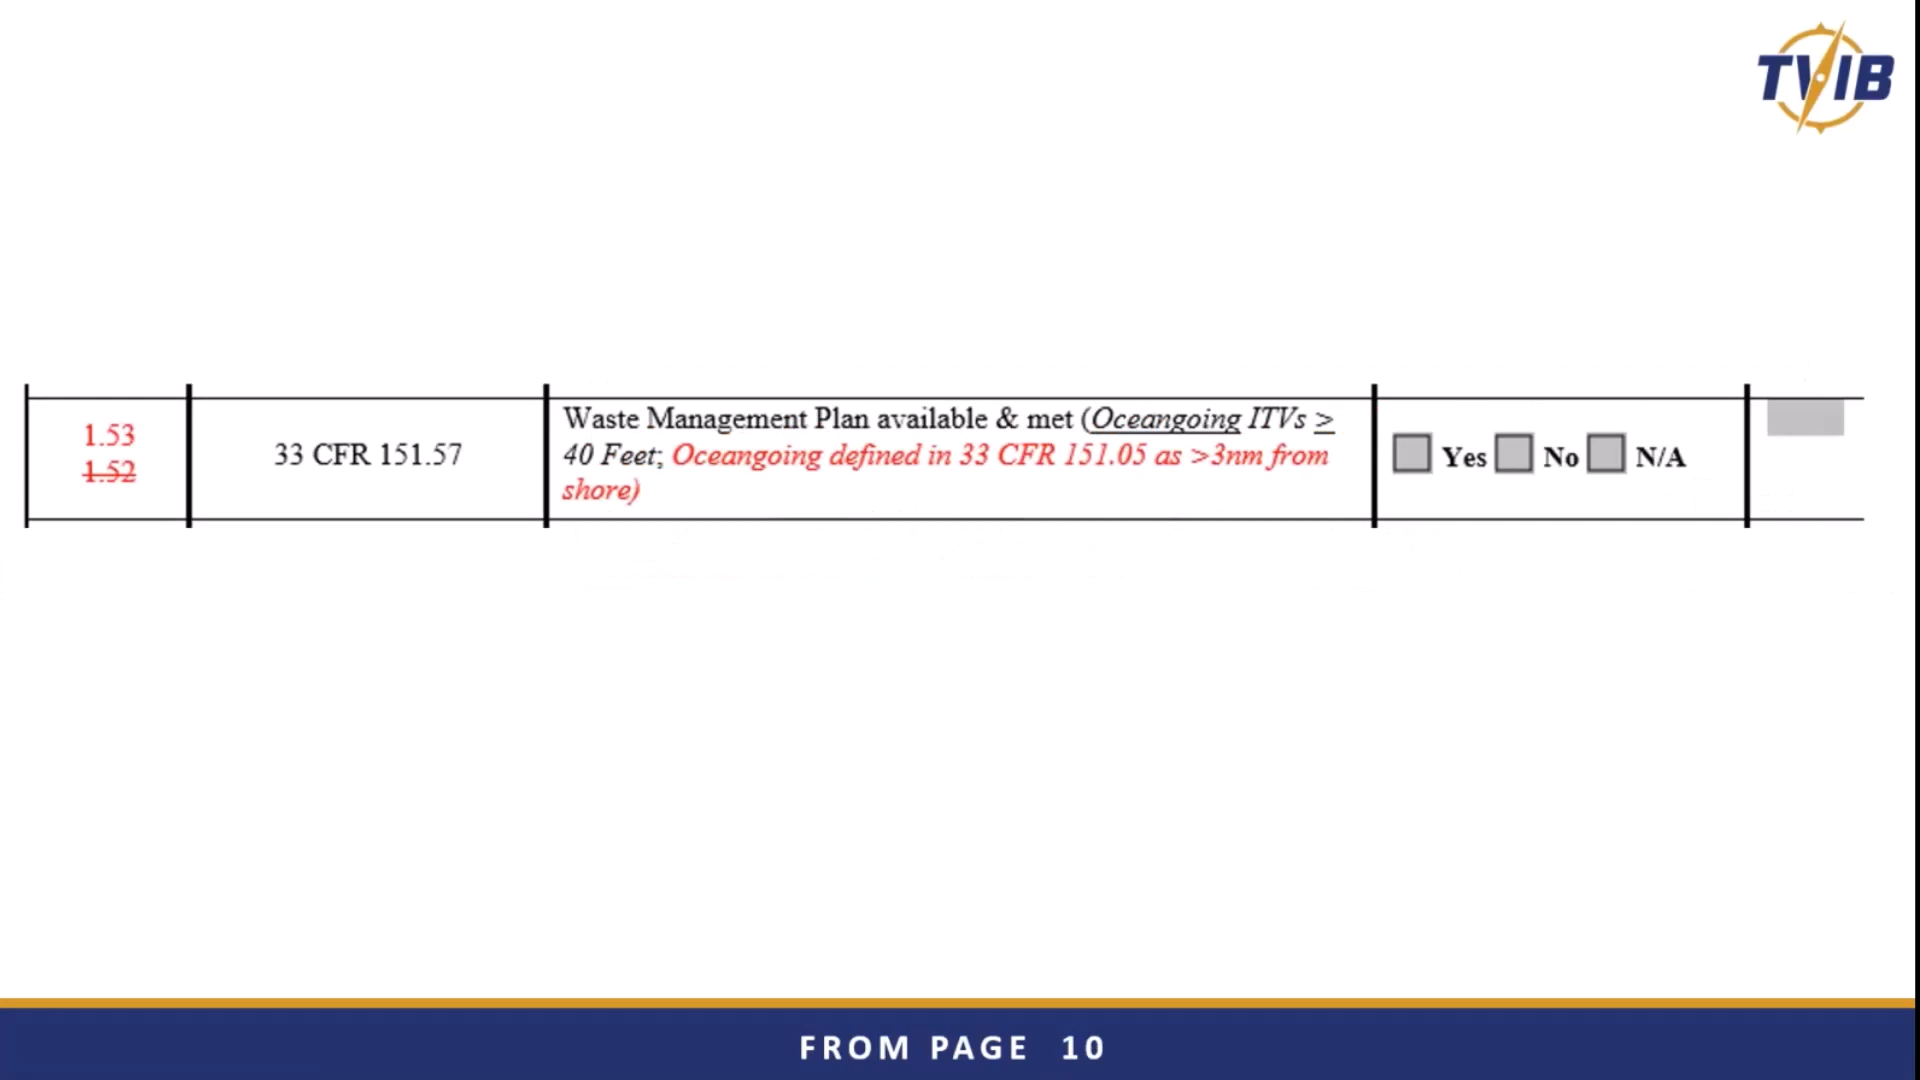 TVIB
1.53
1.52
33 CFR 151.57
Waste Management Plan available & met (Oceangoing ITVs >
40 Feet; Oceangoing defined in 33 CFR 151.05 as >3nm from
shore)
Yes No N/A
FROM PAGE 10